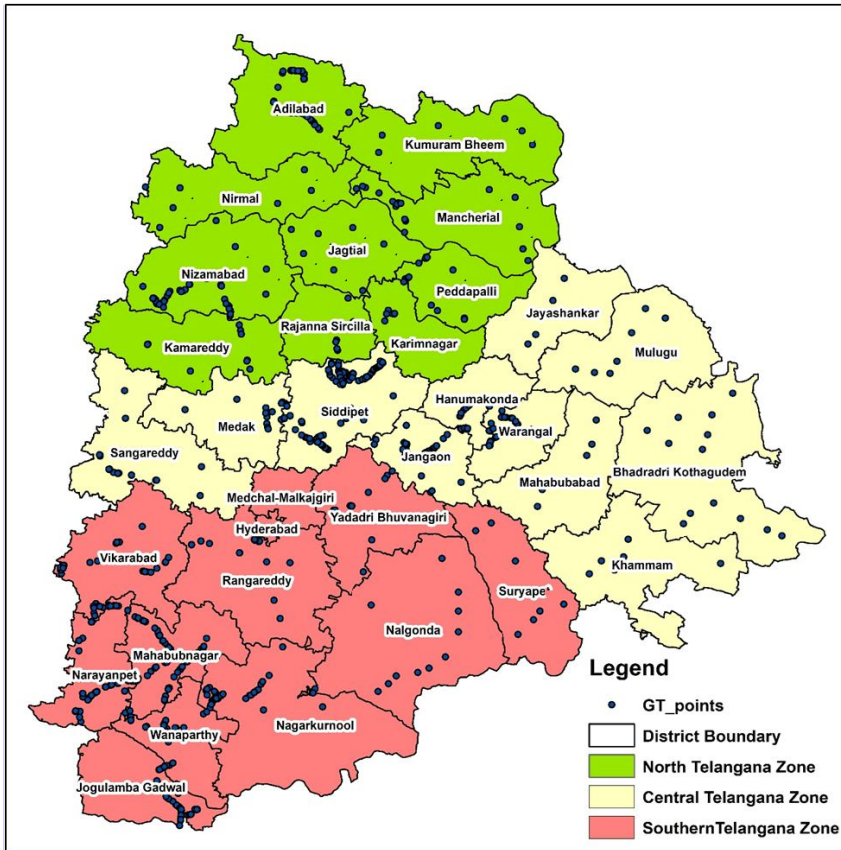 Adilabad
Kumuram Bheem
Nirmal
Mancherial
Jagtial
Nizamabad
Peddapalli
Jayashankar
Rajanna Sircilla
Karimnagar
Kamareddy
Mulugu
Hanumakonda
Siddipet
Medak
Warangal
Sangareddy
Jangaon
Bhadradri Kothagudem
Mahabubabad
Medchal-Malkajgiri
Yadadri Bhuvanagiri
Hyderabad
Vikarabad
Khammam
Rangareddy
Suryape
Nalgonda
Mahabubnagar
Narayanpet
Nagarkurnool
Wanaparthy
Jogulamba Gadwal
Legend
GT_points
District Boundary
North Telangana Zone
Central Telangana Zone
SouthernTelangana Zone